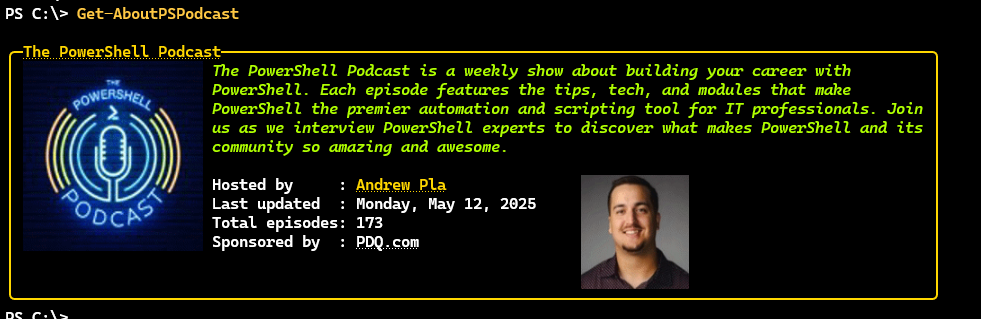 PS C:\> Get-AboutPSPodcast
The PowerShell Podcast
THE
POWERSHELL
PODCAST
The PowerShell Podcast is a weekly show about building your career with
PowerShell. Each episode features the tips, tech, and modules that make
PowerShell the premier automation and scripting tool for IT professionals. Join
us as we interview PowerShell experts to discover what makes PowerShell and its
community so amazing and awesome.
Hosted by     : Andrew Pla
Last updated  : Monday, May 12, 2025
Total episodes: 173
Sponsored by  : PDQ.com
PS C:\>